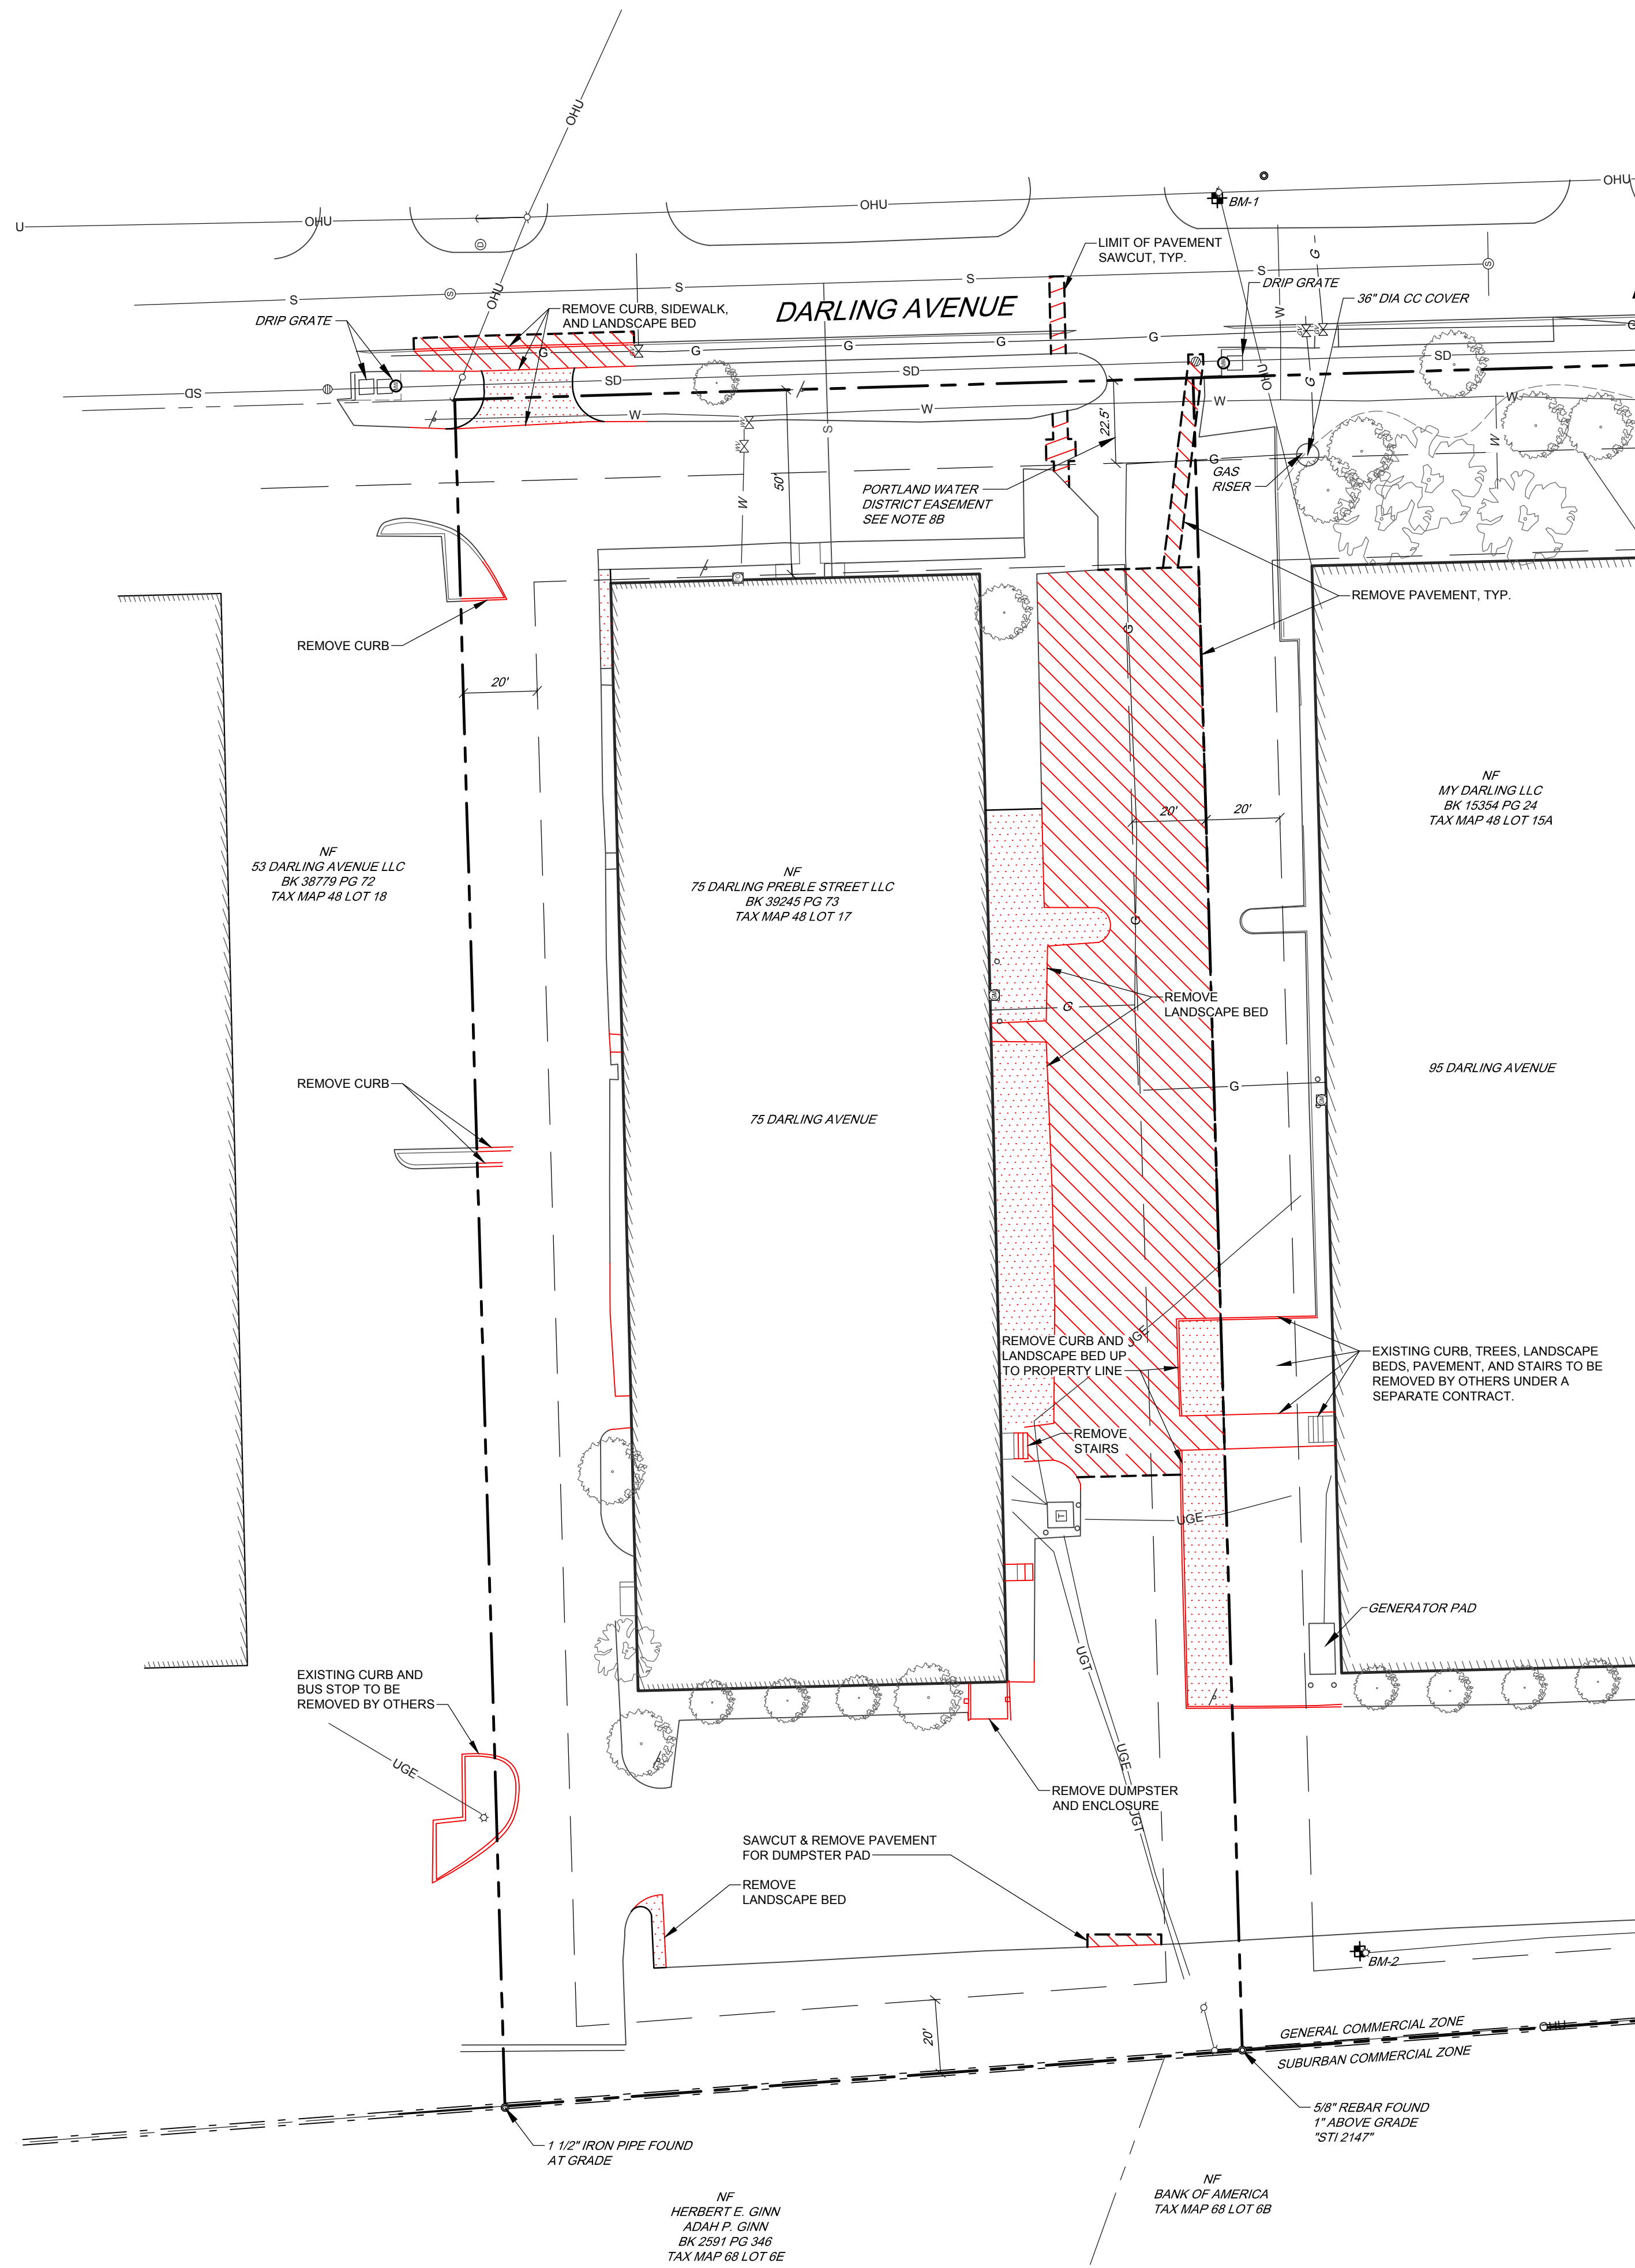 OHU
BM-1
OHU
OHU
U
OHU
D
LIMIT OF PAVEMENT
SAWCUT, TYP.
S
S
S
S
S
S
G
DRIP GRATE
36" DIA CC COVER
OHU
W
REMOVE CURB, SIDEWALK,
AND LANDSCAPE BED
DARLING AVENUE
DRIP GRATE
G
G
G
G
G
G
SD
SD
SD
SD
OHU
G
W
W
W
W
W
S
22.5'
50'
W
G
GAS
RISER
PORTLAND WATER
DISTRICT EASEMENT
SEE NOTE 8B
REMOVE PAVEMENT, TYP.
G
REMOVE CURB
20'
NF
MY DARLING LLC
BK 15354 PG 24
TAX MAP 48 LOT 15A
20'
20'
NF
53 DARLING AVENUE LLC
BK 38779 PG 72
TAX MAP 48 LOT 18
NF
75 DARLING PREBLE STREET LLC
BK 39245 PG 73
TAX MAP 48 LOT 17
G
REMOVE
LANDSCAPE BED
G
95 DARLING AVENUE
REMOVE CURB
G
75 DARLING AVENUE
UGE
REMOVE CURB AND
LANDSCAPE BED UP
TO PROPERTY LINE
EXISTING CURB, TREES, LANDSCAPE
BEDS, PAVEMENT, AND STAIRS TO BE
REMOVED BY OTHERS UNDER A
SEPARATE CONTRACT.
REMOVE
STAIRS
T
UGE
GENERATOR PAD
UGT
EXISTING CURB AND
BUS STOP TO BE
REMOVED BY OTHERS
UGE
UGE
REMOVE DUMPSTER
AND ENCLOSURE
UGT
SAWCUT & REMOVE PAVEMENT
FOR DUMPSTER PAD
REMOVE
LANDSCAPE BED
BM-2
20'
GENERAL COMMERCIAL ZONE
OHU
SUBURBAN COMMERCIAL ZONE
5/8" REBAR FOUND
1" ABOVE GRADE
"STI 2147"
1 1/2" IRON PIPE FOUND
AT GRADE
NF
BANK OF AMERICA
TAX MAP 68 LOT 6B
NF
HERBERT E. GINN
ADAH P. GINN
BK 2591 PG 346
TAX MAP 68 LOT 6E